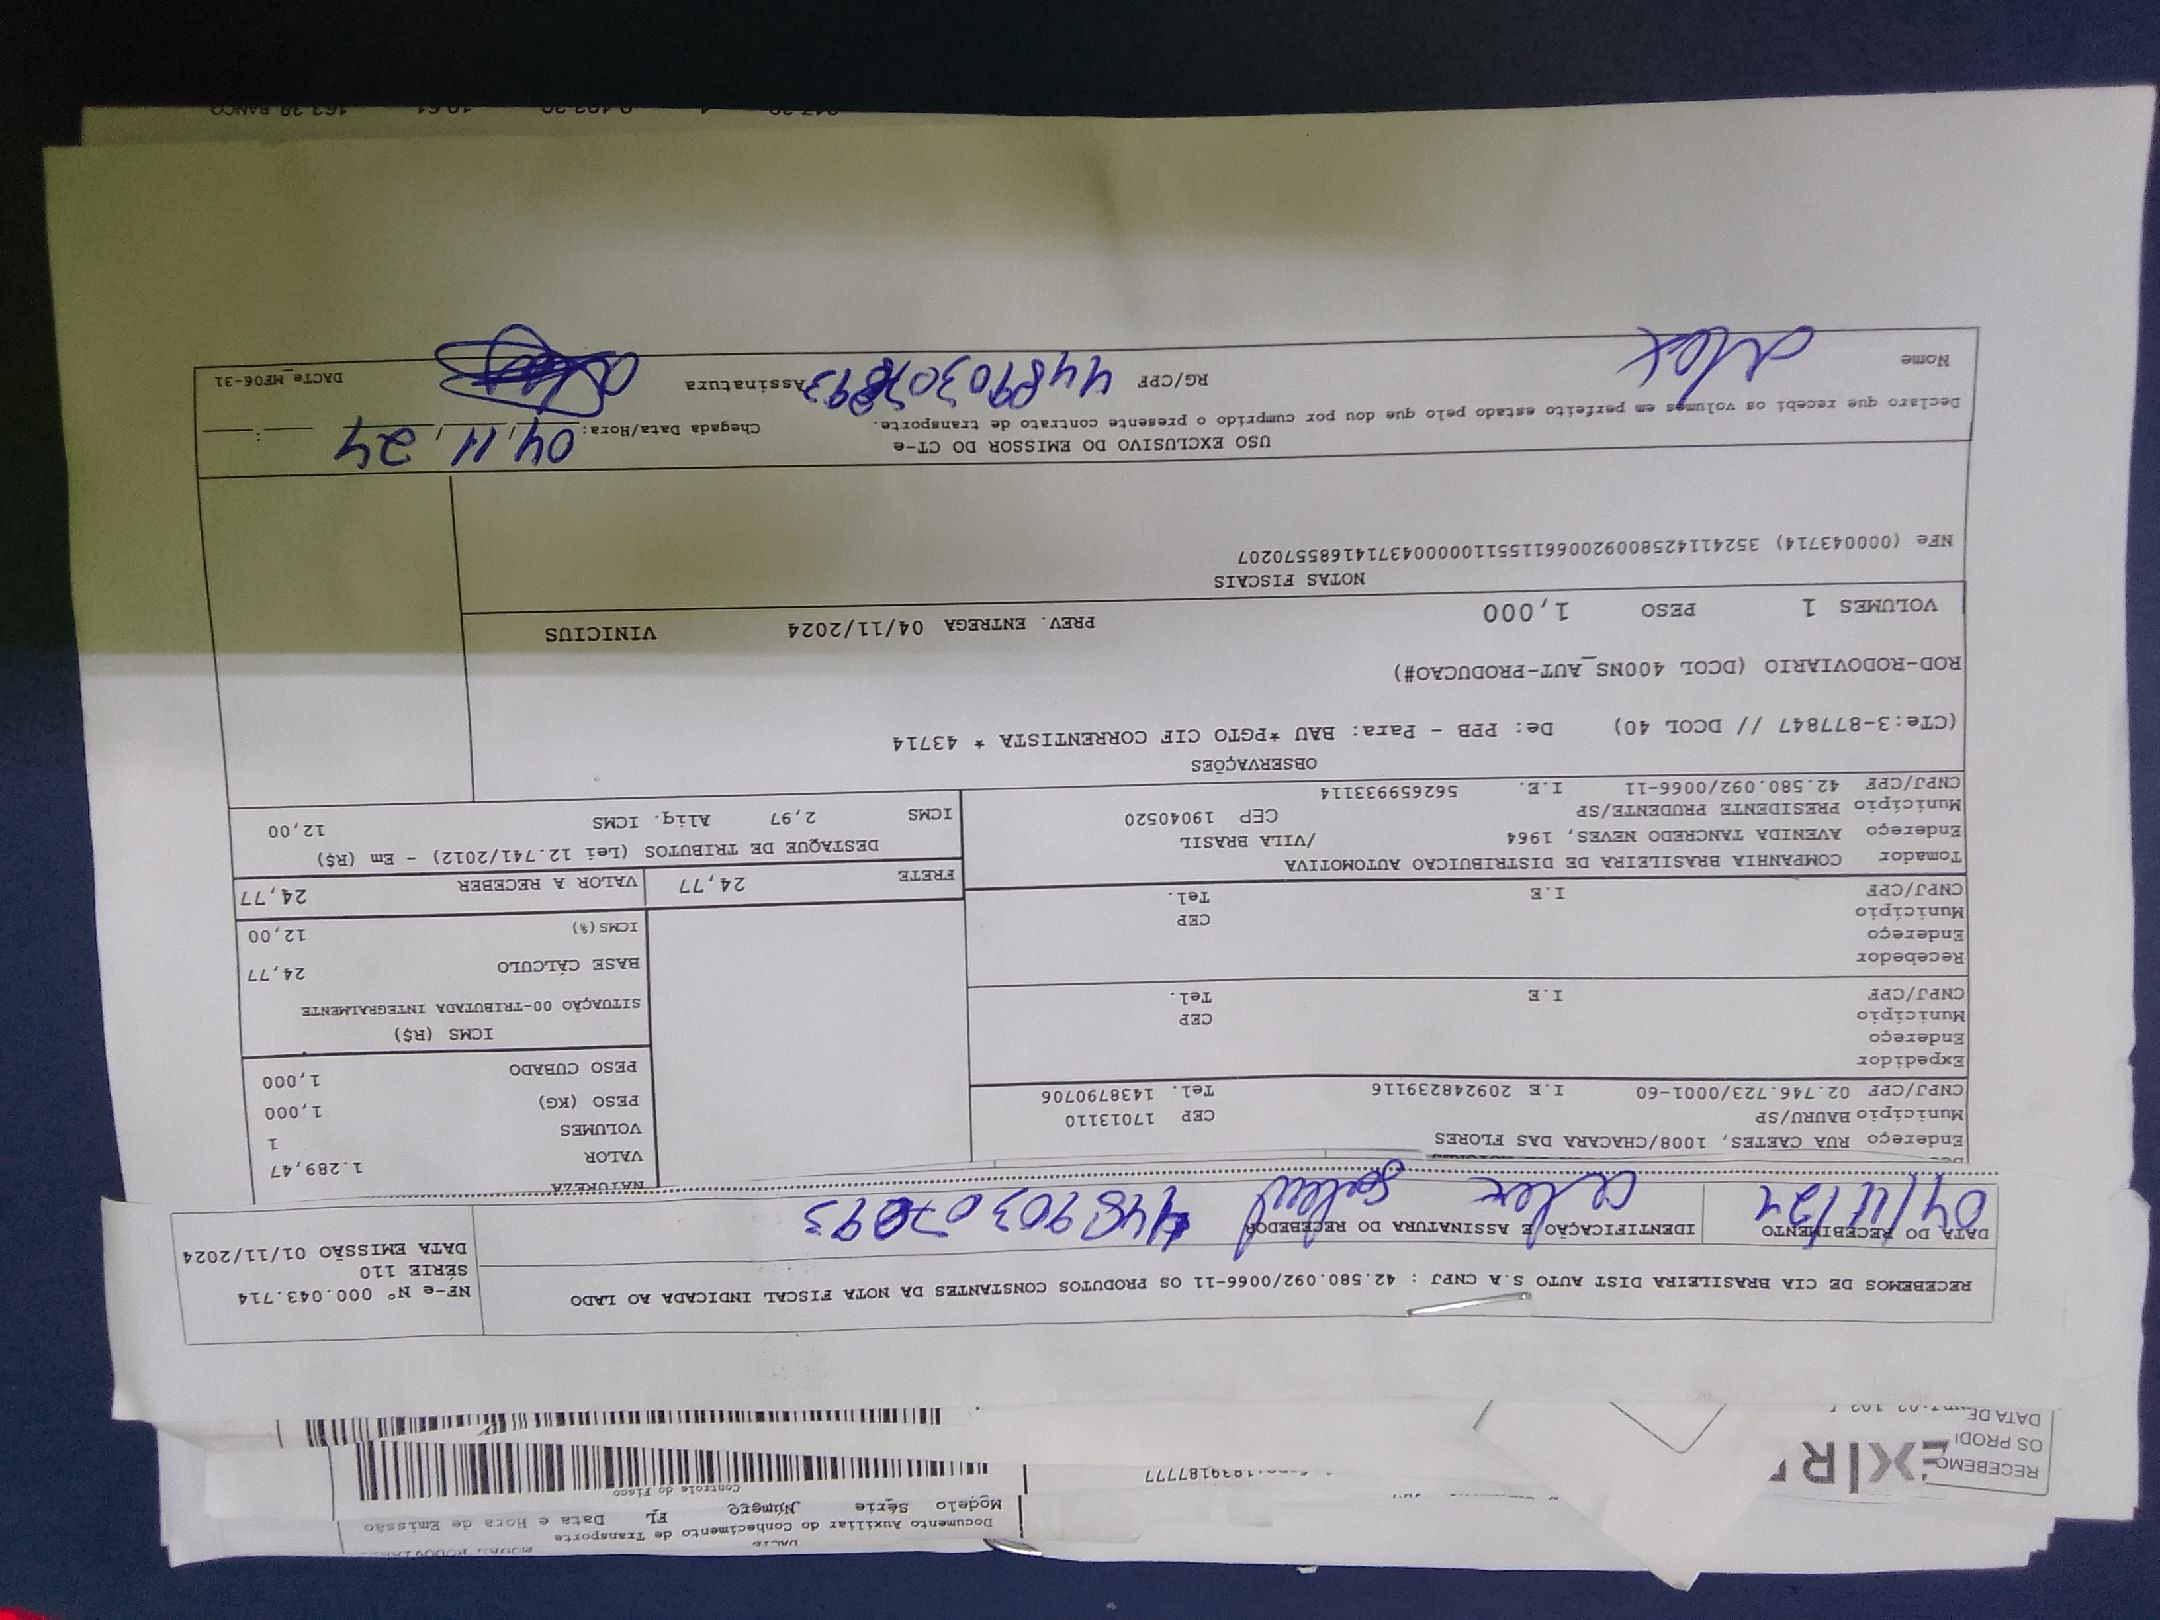 Documento Auxiliar do Conhecimento de Transporte
Modelo Série Número FL Data e Hora de Emissão
Controle do Fisco
RECEBEMO
OS PRODU
DATA DE
RECEBEMOS DE CIA BRASILEIRA DIST AUTO S.A CNPJ : 42.580.092/0066-11 OS PRODUTOS CONSTANTES DA NOTA FISCAL INDICADA AO LADO
NF-e Nº 000.043.714
SÉRIE 110
DATA EMISSÃO 01/11/2024
DATA DO RECEBIMENTO
04/11/24
IDENTIFICAÇÃO E ASSINATURA DO RECEBEDOR
Alex
NATUREZA
Endereço RUA CAETES, 1008/CHACARA DAS FLORES
Município BAURU/SP CEP 17013110
CNPJ/CPF 02.746.723/0001-60 I.E 209248239116 Tel. 1438790706
VALOR 1.289,47
VOLUMES 1
PESO (KG) 1,000
PESO CUBADO 1,000
Expedidor
Endereço
Município CEP
CNPJ/CPF I.E Tel.
ICMS (R$)
SITUAÇÃO 00-TRIBUTADA INTEGRALMENTE
BASE CÁLCULO 24,77
ICMS(%) 12,00
Recebedor
Endereço
Município CEP
CNPJ/CPF I.E Tel.
FRETE 24,77 VALOR A RECEBER 24,77
Tomador COMPANHIA BRASILEIRA DE DISTRIBUICAO AUTOMOTIVA
Endereço AVENIDA TANCREDO NEVES, 1964 /VILA BRASIL
Município PRESIDENTE PRUDENTE/SP CEP 19040520
CNPJ/CPF 42.580.092/0066-11 I.E. 562659933114
DESTAQUE DE TRIBUTOS (Lei 12.741/2012) - Em (R$)
ICMS 2,97 Aliq. ICMS 12,00
OBSERVAÇÕES
(CTe:3-877847 // DCOL 40) De: PPB - Para: BAU *PGTO CIF CORRENTISTA * 43714
ROD-RODOVIARIO (DCOL 400NS_AUT-PRODUCAO#)
VOLUMES 1 PESO 1,000 PREV. ENTREGA 04/11/2024 VINICIUS
NOTAS FISCAIS
NFe (000043714) 35241142580092006611551100000437141685570207
USO EXCLUSIVO DO EMISSOR DO CT-e
Declaro que recebi os volumes em perfeito estado pelo que dou por cumprido o presente contrato de transporte.
Chegada Data/Hora: 04, 11, 24 __:__
Nome Alex RG/CPF Assinatura
DACTe_MF06-31